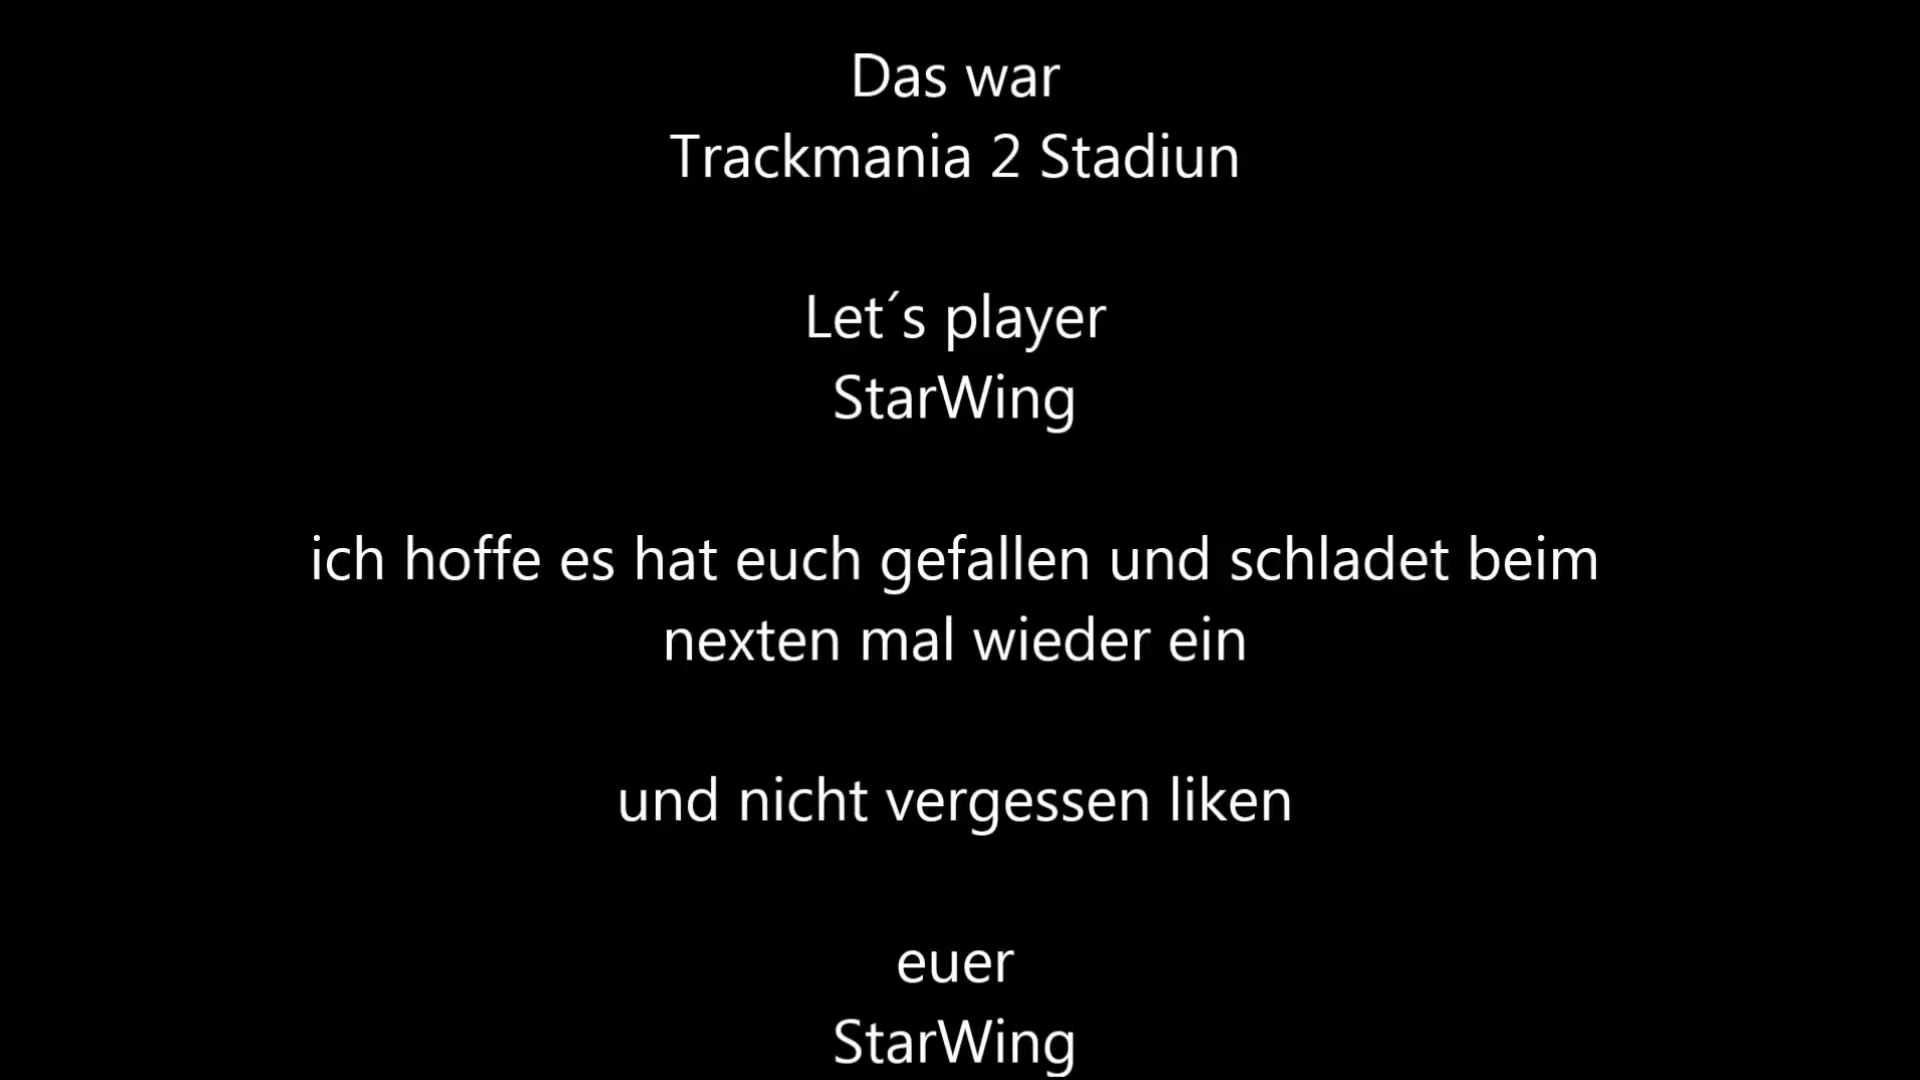 Das war
Trackmania 2 Stadiun
Let´s player
StarWing
ich hoffe es hat euch gefallen und schladet beim
nexten mal wieder ein
und nicht vergessen liken
euer
StarWing